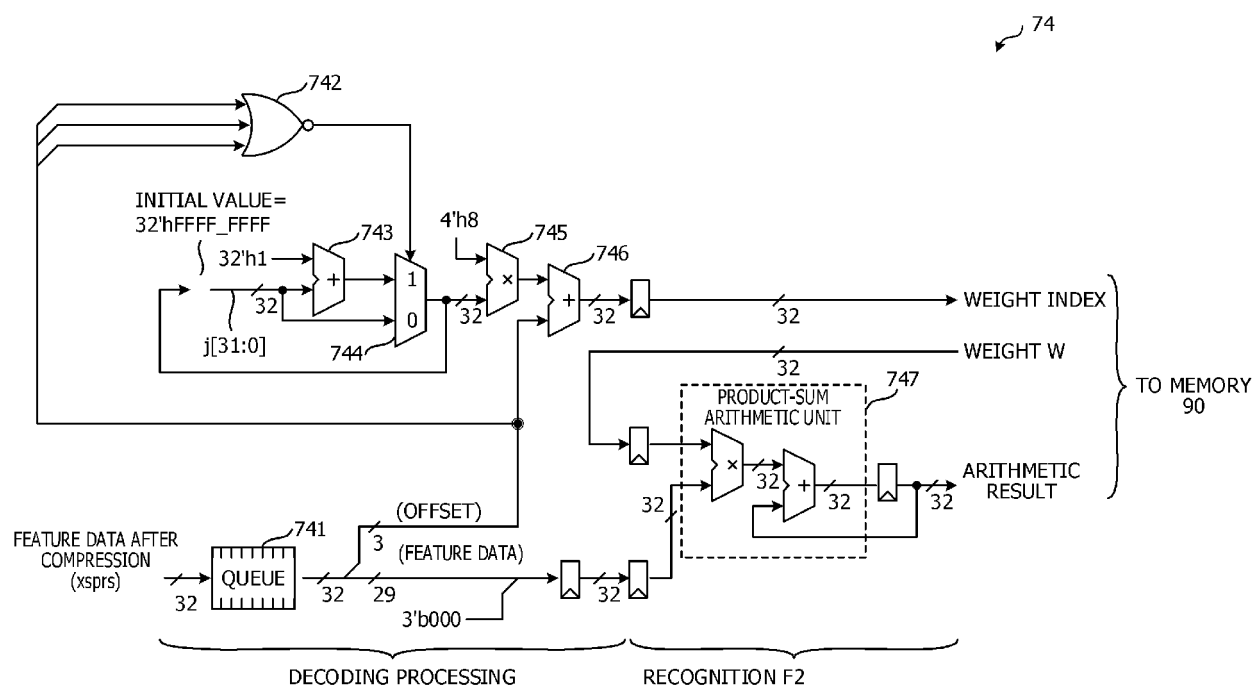 74
742
INITIAL VALUE=
32'hFFFF_FFFF
743
32'h1
+
32
j[31:0]
1
0
744
4'h8
745
×
32
746
+
32
32
WEIGHT INDEX
32
WEIGHT W
747
PRODUCT-SUM
ARITHMETIC UNIT
×
32
+
32
32
ARITHMETIC
RESULT
TO MEMORY
90
32
(OFFSET)
3
(FEATURE DATA)
FEATURE DATA AFTER
COMPRESSION
(xsprs)
32
741
QUEUE
32
29
3'b000
32
DECODING PROCESSING
RECOGNITION F2